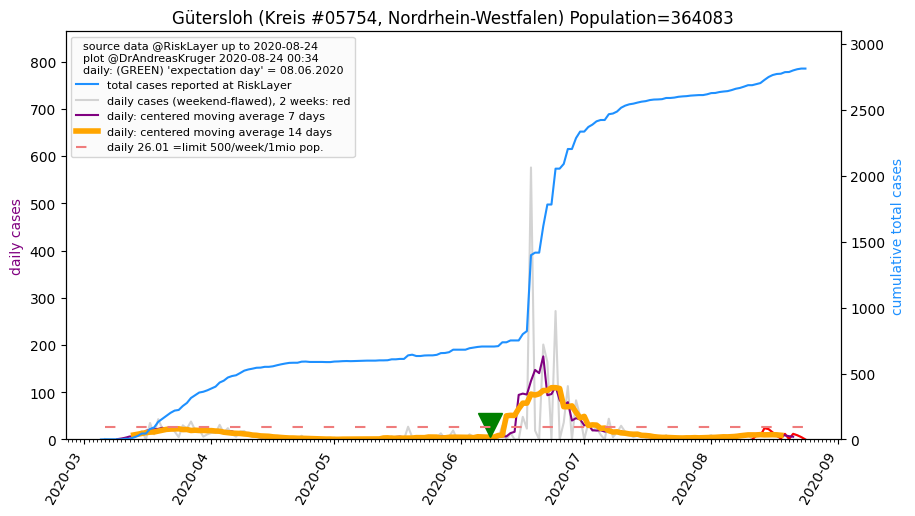 Gütersloh (Kreis #05754, Nordrhein-Westfalen) Population=364083
source data @RiskLayer up to 2020-08-24
plot @DrAndreasKruger 2020-08-24 00:34
daily: (GREEN) 'expectation day' = 08.06.2020
total cases reported at RiskLayer
daily cases (weekend-flawed), 2 weeks: red
daily: centered moving average 7 days
daily: centered moving average 14 days
daily 26.01 =limit 500/week/1mio pop.
daily cases
800
700
600
500
400
300
200
100
0
cumulative total cases
3000
2500
2000
1500
1000
500
0
2020-03
2020-04
2020-05
2020-06
2020-07
2020-08
2020-09